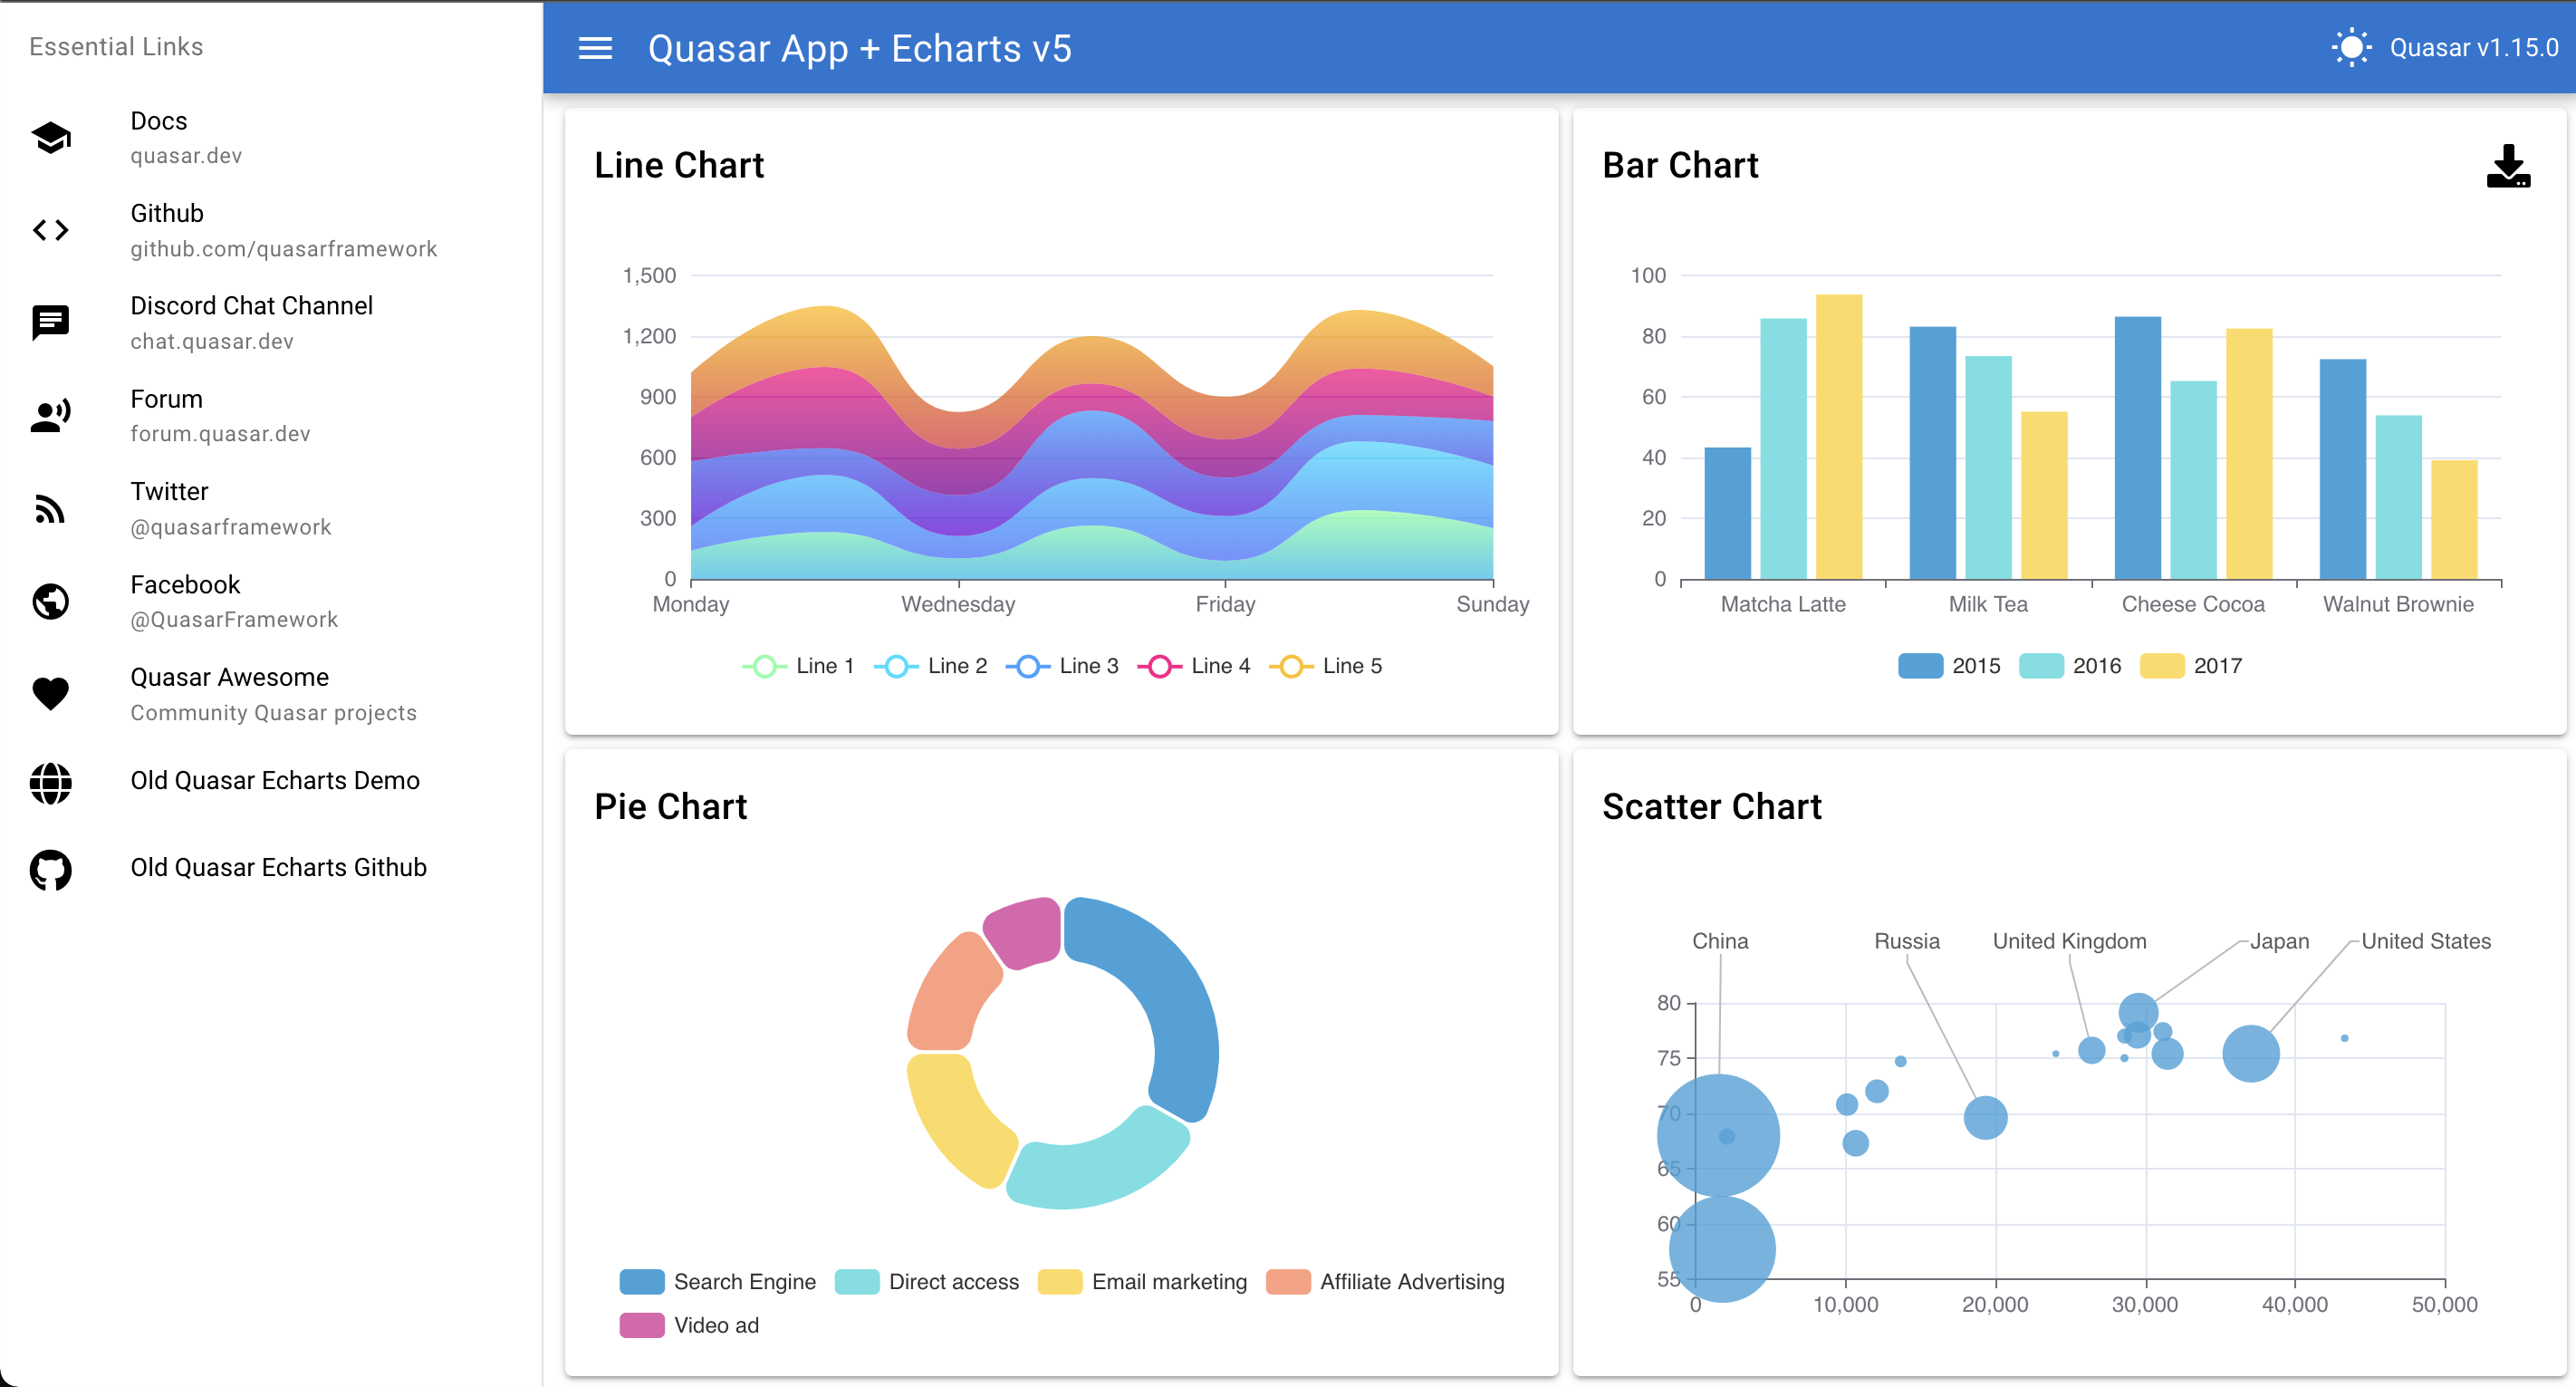 Essential Links
Docs
quasar.dev
Github
github.com/quasarframework
Discord Chat Channel
chat.quasar.dev
Forum
forum.quasar.dev
Twitter
@quasarframework
Facebook
@QuasarFramework
Quasar Awesome
Community Quasar projects
Old Quasar Echarts Demo
Old Quasar Echarts Github
Quasar App + Echarts v5
Quasar v1.15.0
Line Chart
1,500
1,200
900
600
300
0
Monday Wednesday Friday Sunday
Line 1 Line 2 Line 3 Line 4 Line 5
Bar Chart
100
80
60
40
20
0
Matcha Latte Milk Tea Cheese Cocoa Walnut Brownie
2015 2016 2017
Pie Chart
Search Engine Direct access Email marketing Affiliate Advertising
Video ad
Scatter Chart
China Russia United Kingdom Japan United States
80
75
70
65
60
55
0 10,000 20,000 30,000 40,000 50,000